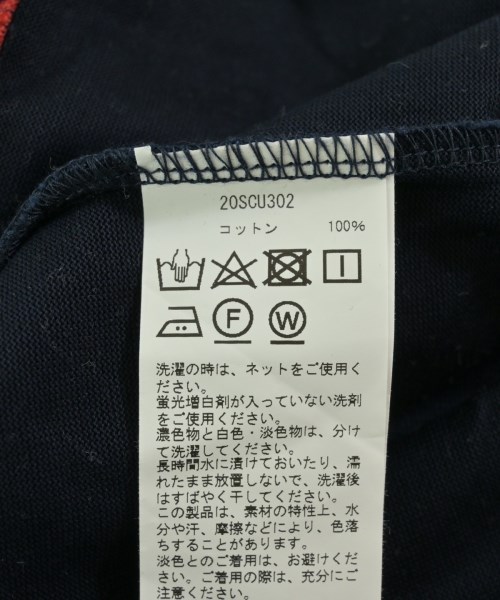 20SCU302
コットン 100%
F W
洗濯の時は、ネットをご使用く
ださい。
蛍光増白剤が入っていない洗剤
をご使用ください。
濃色物と白色・淡色物は、分け
て洗濯してください。
長時間水に漬けておいたり、濡
れたまま放置しないで、洗濯後
はすばやく干してください。
この製品は、素材の特性上、水
分や汗、摩擦などにより、色落
ちすることがあります。
淡色とのご着用は、お避けくだ
さい。ご着用の際は、充分にご
注意ください。